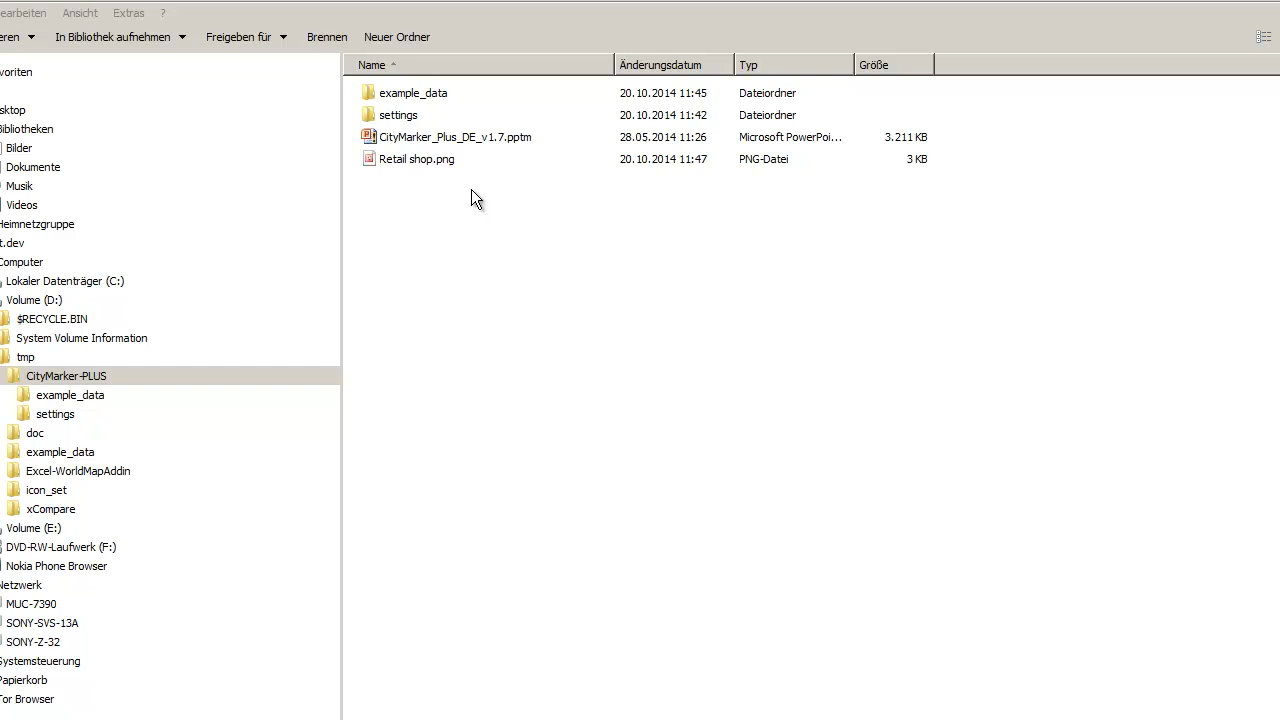 earbeiten Ansicht Extras ?
eren In Bibliothek aufnehmen Freigeben für Brennen Neuer Ordner
voriten
sktop
Bibliotheken
Bilder
Dokumente
Musik
Videos
Heimnetzgruppe
t.dev
Computer
Lokaler Datenträger (C:)
Volume (D:)
$RECYCLE.BIN
System Volume Information
tmp
CityMarker-PLUS
example_data
settings
doc
example_data
Excel-WorldMapAddin
icon_set
xCompare
Volume (E:)
DVD-RW-Laufwerk (F:)
Nokia Phone Browser
Netzwerk
MUC-7390
SONY-SVS-13A
SONY-Z-32
Systemsteuerung
Papierkorb
Tor Browser
Name Änderungsdatum Typ Größe
example_data 20.10.2014 11:45 Dateiordner
settings 20.10.2014 11:42 Dateiordner
CityMarker_Plus_DE_v1.7.pptm 28.05.2014 11:26 Microsoft PowerPoi... 3.211 KB
Retail shop.png 20.10.2014 11:47 PNG-Datei 3 KB